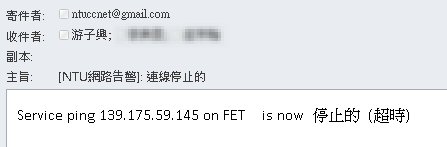 寄件者: ntuccnet@gmail.com
收件者: 游子興;
副本:
主旨: [NTU網路告警]: 連線停止的
Service ping 139.175.59.145 on FET is now 停止的 (超時)